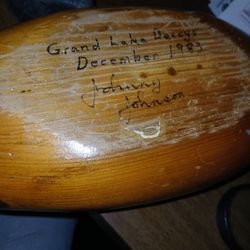 Grand Lake Decoys
December 1983
Johnny
Johnson